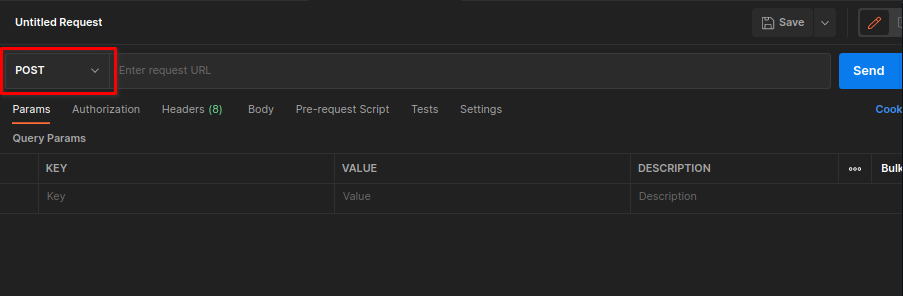 Untitled Request
Save
POST Enter request URL Send
Params Authorization Headers (8) Body Pre-request Script Tests Settings Cook
Query Params
KEY VALUE DESCRIPTION Bulk
Key Value Description